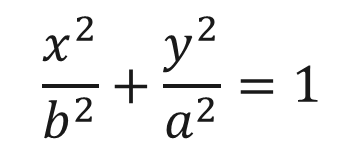 x²/b² + y²/a² = 1